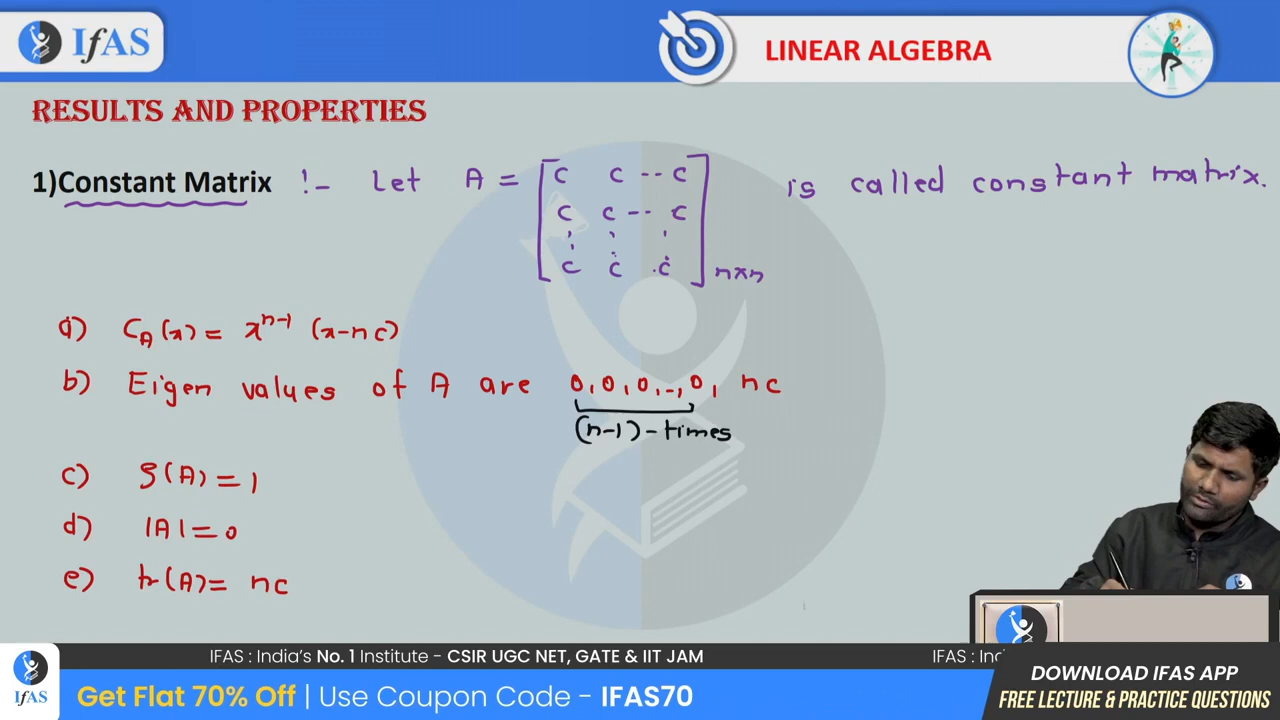 IfAS
LINEAR ALGEBRA
RESULTS AND PROPERTIES
1)Constant Matrix :- Let A = [c c -- c
c c -- c
⋮ ⋮ ⋮
c c c] n×n is called constant matrix.
a) C_A(x) = x^{n-1} (x-nc)
b) Eigen values of A are 0, 0, 0, --, 0, nc
(n-1)-times
c) ρ(A) = 1
d) |A| = 0
e) tr(A) = nc
IFAS : India's No. 1 Institute - CSIR UGC NET, GATE & IIT JAM
IFAS : Ind
IfAS
Get Flat 70% Off | Use Coupon Code - IFAS70
DOWNLOAD IFAS APP
FREE LECTURE & PRACTICE QUESTIONS